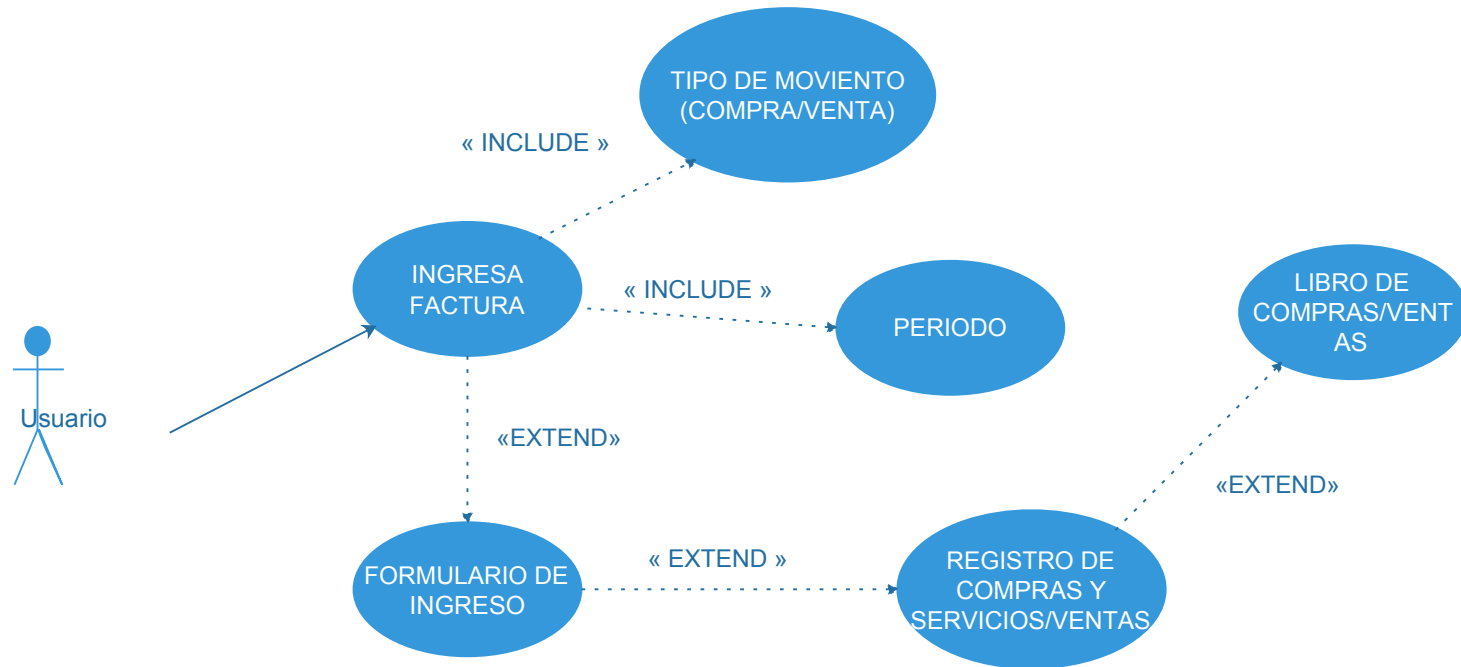 TIPO DE MOVIENTO
(COMPRA/VENTA)
« INCLUDE »
INGRESA
FACTURA
« INCLUDE »
PERIODO
LIBRO DE
COMPRAS/VENT
AS
Usuario
«EXTEND»
«EXTEND»
FORMULARIO DE
INGRESO
« EXTEND »
REGISTRO DE
COMPRAS Y
SERVICIOS/VENTAS